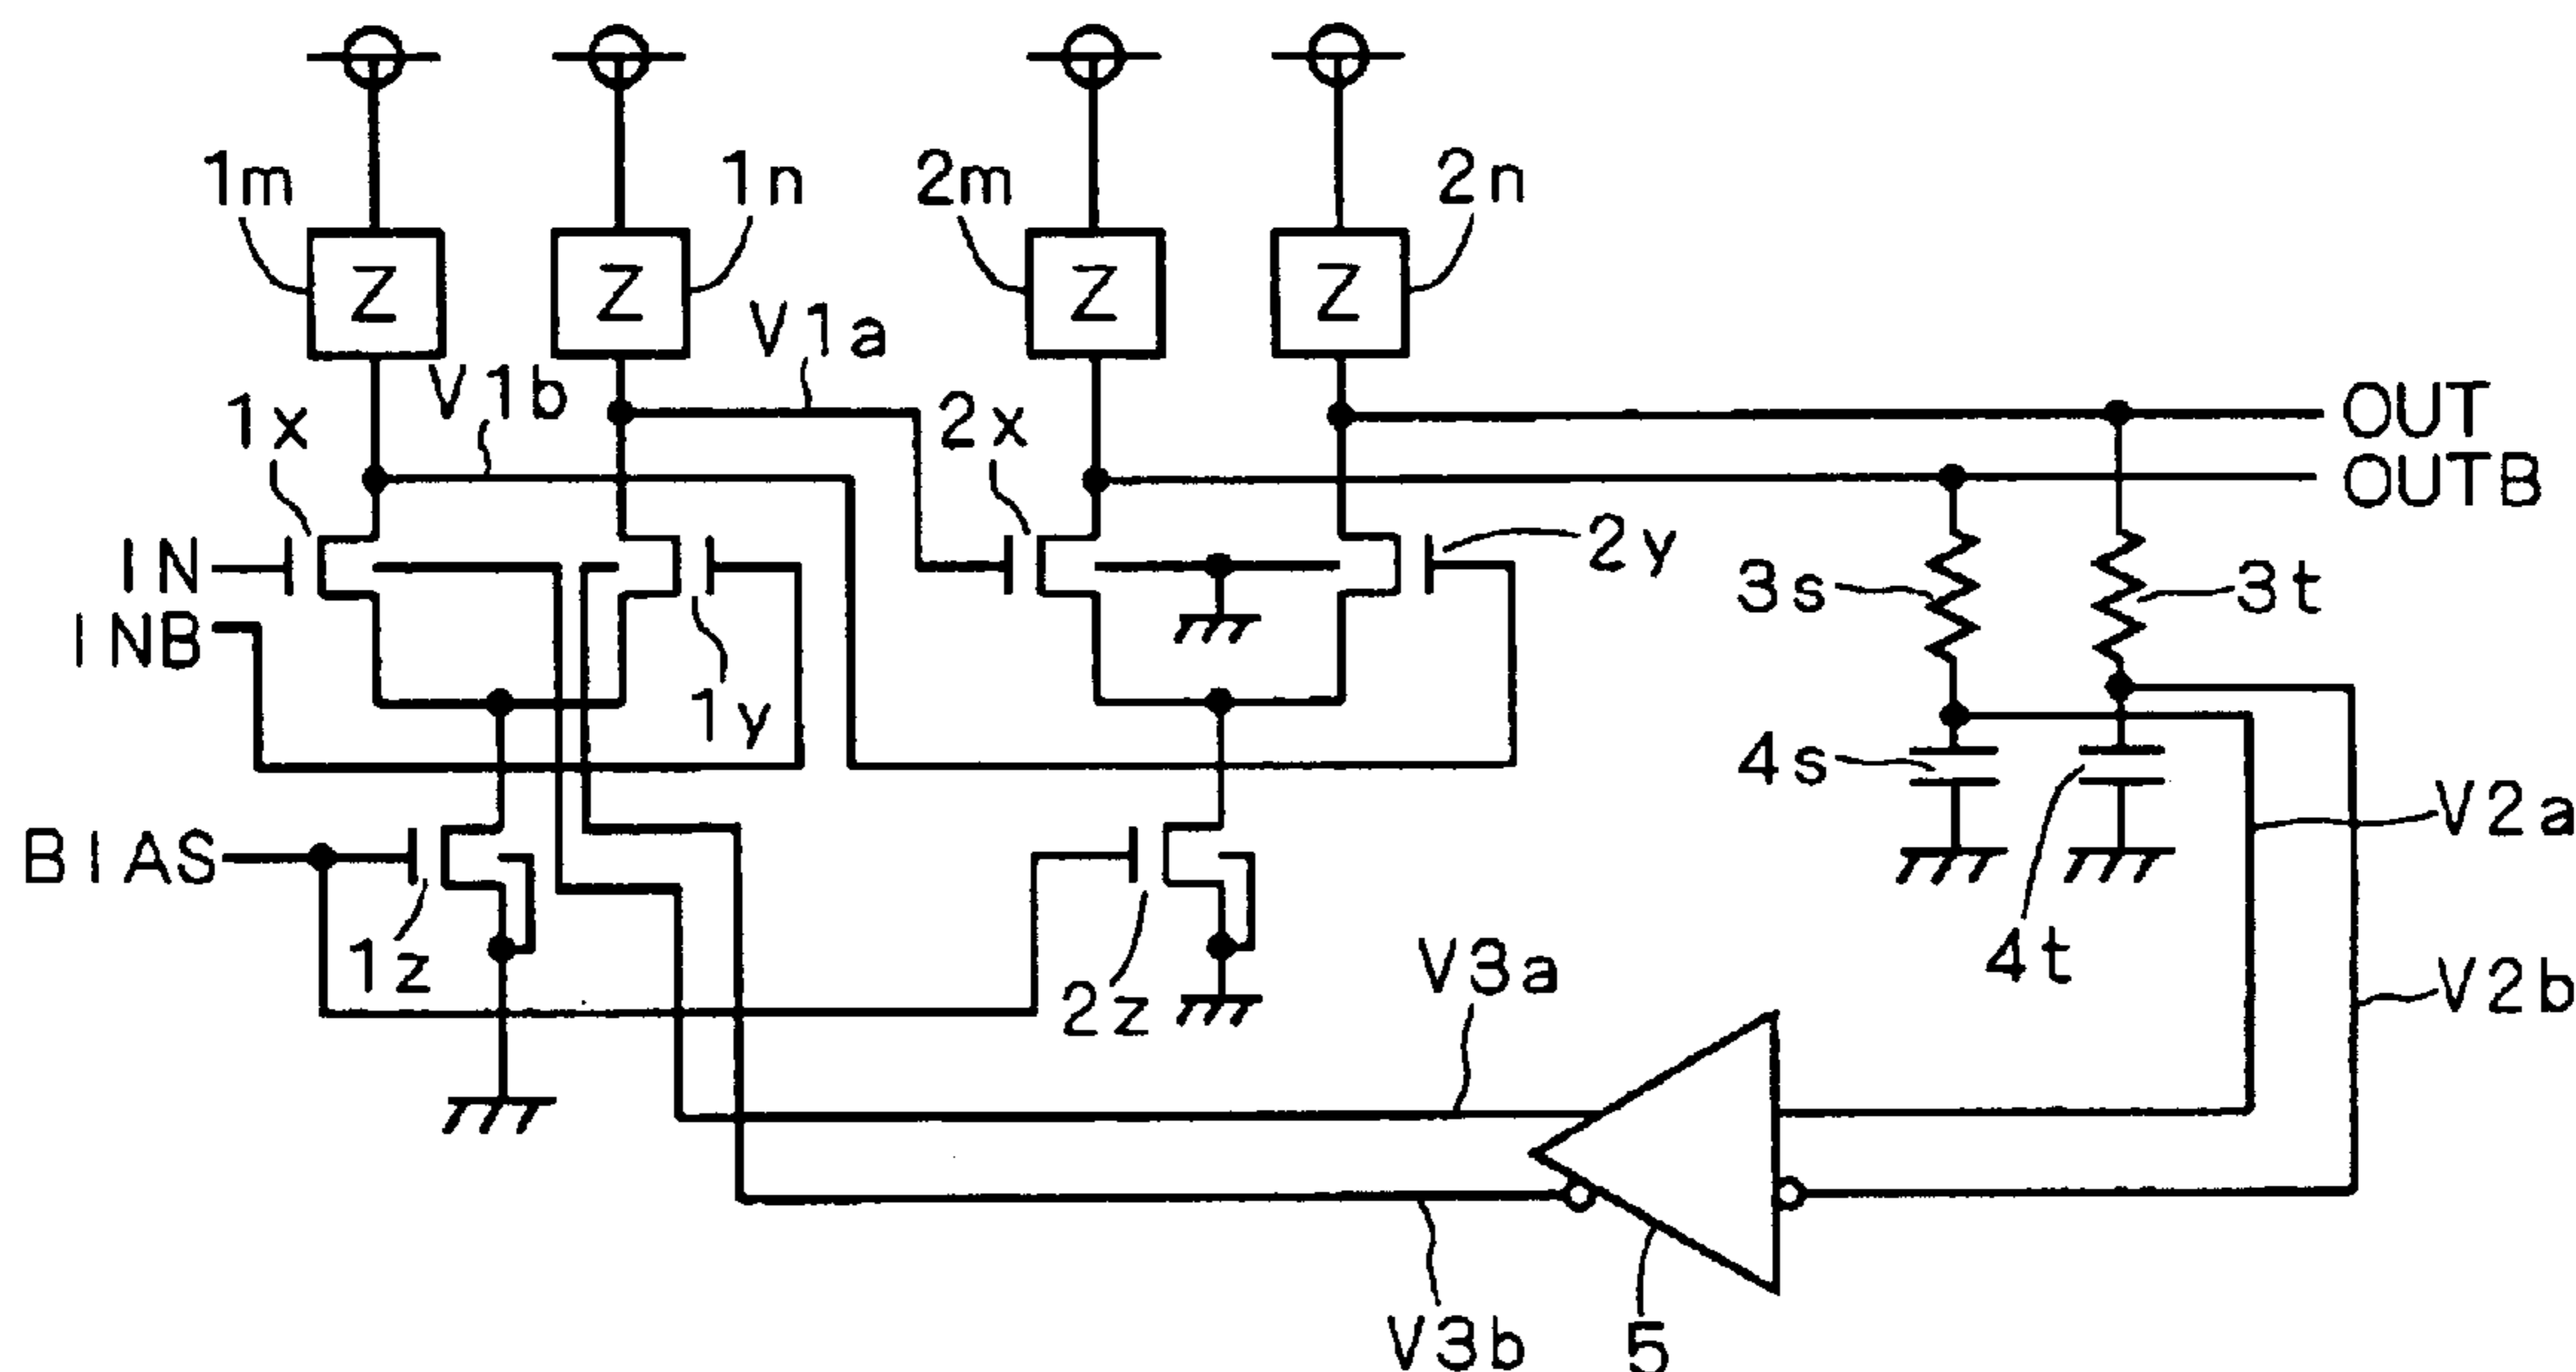 1m
1n
2m
2n
Z
Z
Z
Z
V1a
V1b
1x
2x
OUT
OUTB
IN
INB
2y
3s
3t
1y
4s
V2a
BIAS
1z
2z
V3a
4t
V2b
V3b
5